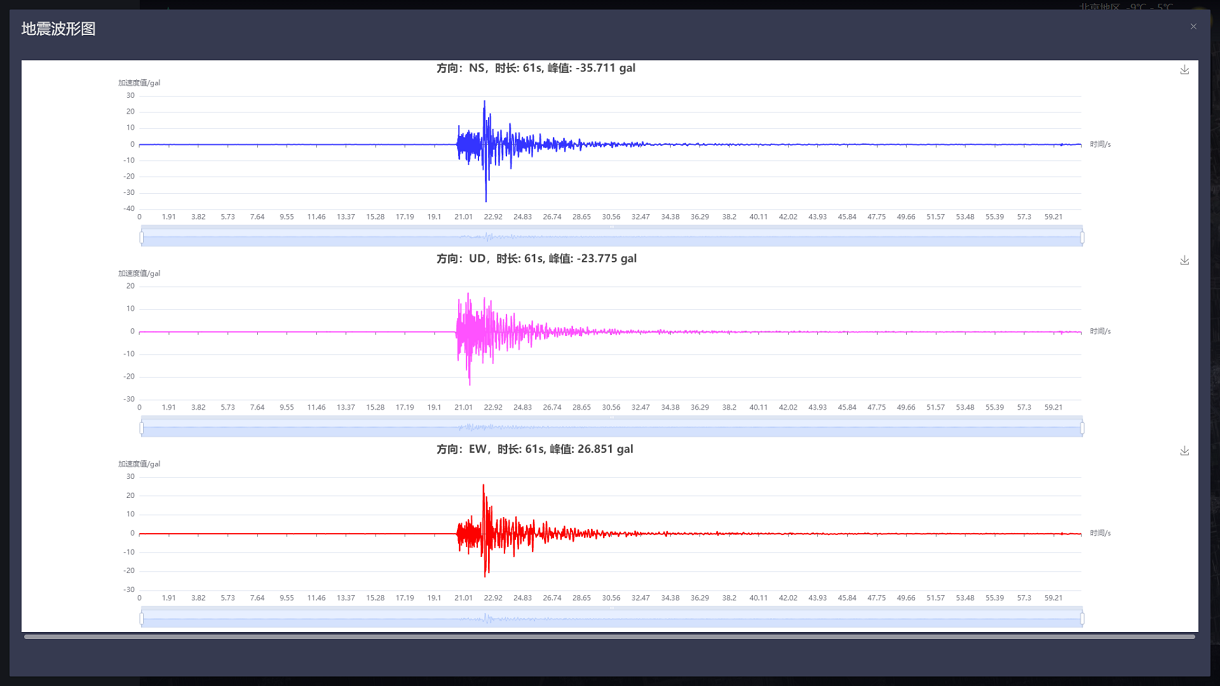 北京地区 -9℃ - 5℃
地震波形图
×
方向: NS, 时长: 61s, 峰值: -35.711 gal
加速度值/gal
30
20
10
0
-10
-20
-30
-40
时间/s
0 1.91 3.82 5.73 7.64 9.55 11.46 13.37 15.28 17.19 19.1 21.01 22.92 24.83 26.74 28.65 30.56 32.47 34.38 36.29 38.2 40.11 42.02 43.93 45.84 47.75 49.66 51.57 53.48 55.39 57.3 59.21
方向: UD, 时长: 61s, 峰值: -23.775 gal
加速度值/gal
20
10
0
-10
-20
-30
时间/s
0 1.91 3.82 5.73 7.64 9.55 11.46 13.37 15.28 17.19 19.1 21.01 22.92 24.83 26.74 28.65 30.56 32.47 34.38 36.29 38.2 40.11 42.02 43.93 45.84 47.75 49.66 51.57 53.48 55.39 57.3 59.21
方向: EW, 时长: 61s, 峰值: 26.851 gal
加速度值/gal
30
20
10
0
-10
-20
-30
时间/s
0 1.91 3.82 5.73 7.64 9.55 11.46 13.37 15.28 17.19 19.1 21.01 22.92 24.83 26.74 28.65 30.56 32.47 34.38 36.29 38.2 40.11 42.02 43.93 45.84 47.75 49.66 51.57 53.48 55.39 57.3 59.21